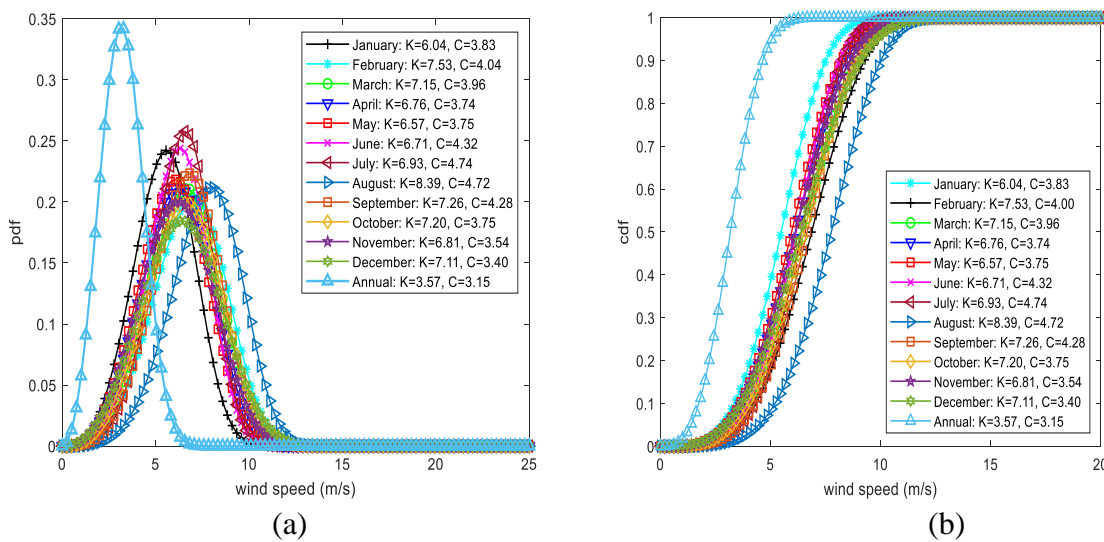 0.35
0.3
0.25
0.2
0.15
0.1
0.05
0
pdf
January: K=6.04, C=3.83
February: K=7.53, C=4.04
March: K=7.15, C=3.96
April: K=6.76, C=3.74
May: K=6.57, C=3.75
June: K=6.71, C=4.32
July: K=6.93, C=4.74
August: K=8.39, C=4.72
September: K=7.26, C=4.28
October: K=7.20, C=3.75
November: K=6.81, C=3.54
December: K=7.11, C=3.40
Annual: K=3.57, C=3.15
0 5 10 15 20 25
wind speed (m/s)
(a)
1
0.9
0.8
0.7
0.6
0.5
0.4
0.3
0.2
0.1
0
cdf
January: K=6.04, C=3.83
February: K=7.53, C=4.00
March: K=7.15, C=3.96
April: K=6.76, C=3.74
May: K=6.57, C=3.75
June: K=6.71, C=4.32
July: K=6.93, C=4.74
August: K=8.39, C=4.72
September: K=7.26, C=4.28
October: K=7.20, C=3.75
November: K=6.81, C=3.54
December: K=7.11, C=3.40
Annual: K=3.57, C=3.15
0 5 10 15 20
wind speed (m/s)
(b)